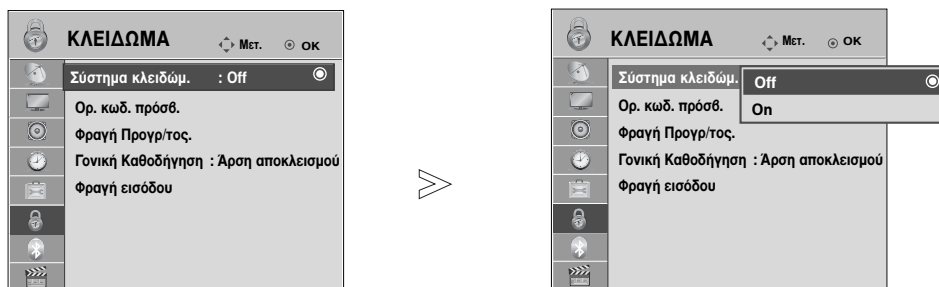 ΚΛΕΙΔΩΜΑ Μετ. OK
Σύστημα κλειδώμ. : Off
Ορ. κωδ. πρόσβ.
Φραγή Προγρ/τος.
Γονική Καθοδήγηση : Άρση αποκλεισμού
Φραγή εισόδου
ΚΛΕΙΔΩΜΑ Μετ. OK
Σύστημα κλειδώμ.
Off
On
Ορ. κωδ. πρόσβ.
Φραγή Προγρ/τος.
Γονική Καθοδήγηση : Άρση αποκλεισμού
Φραγή εισόδου